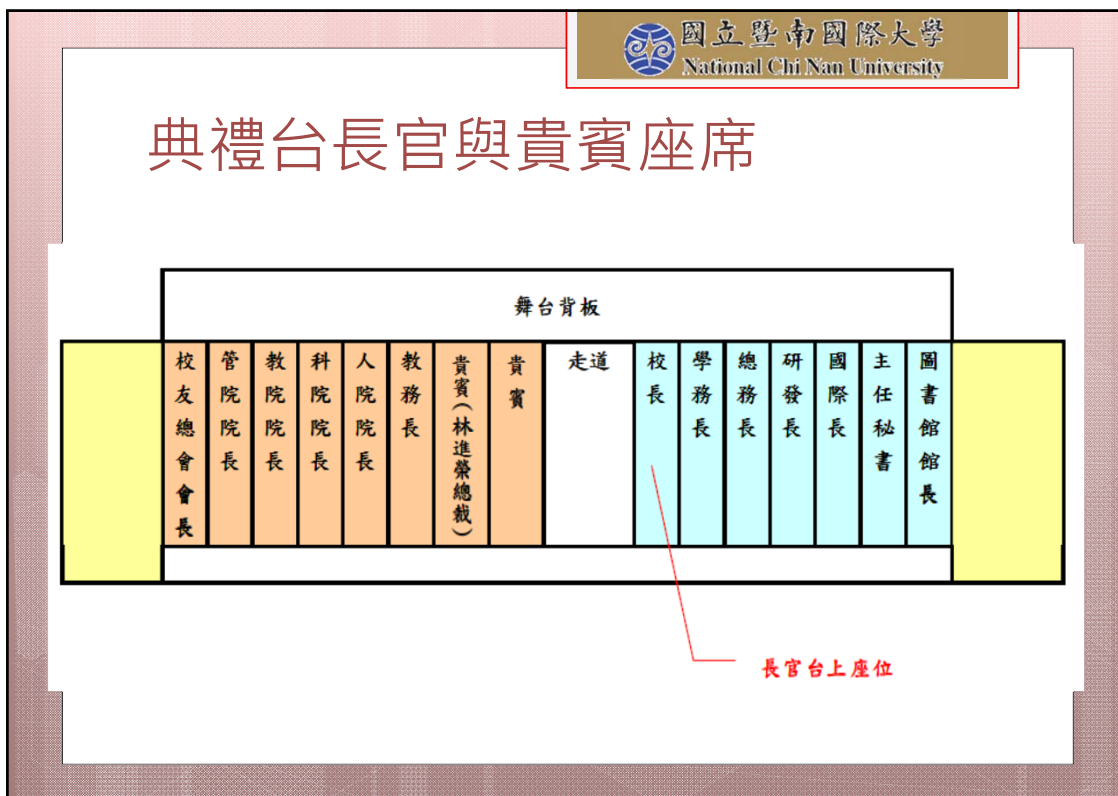 國立暨南國際大學
National Chi Nan University
典禮台長官與貴賓座席
舞台背板
校友總會會長
管院院長
教院院長
科院院長
人院院長
教務長
貴賓(林進榮總裁)
貴賓
走道
校長
學務長
總務長
研發長
國際長
主任秘書
圖書館館長
長官台上座位